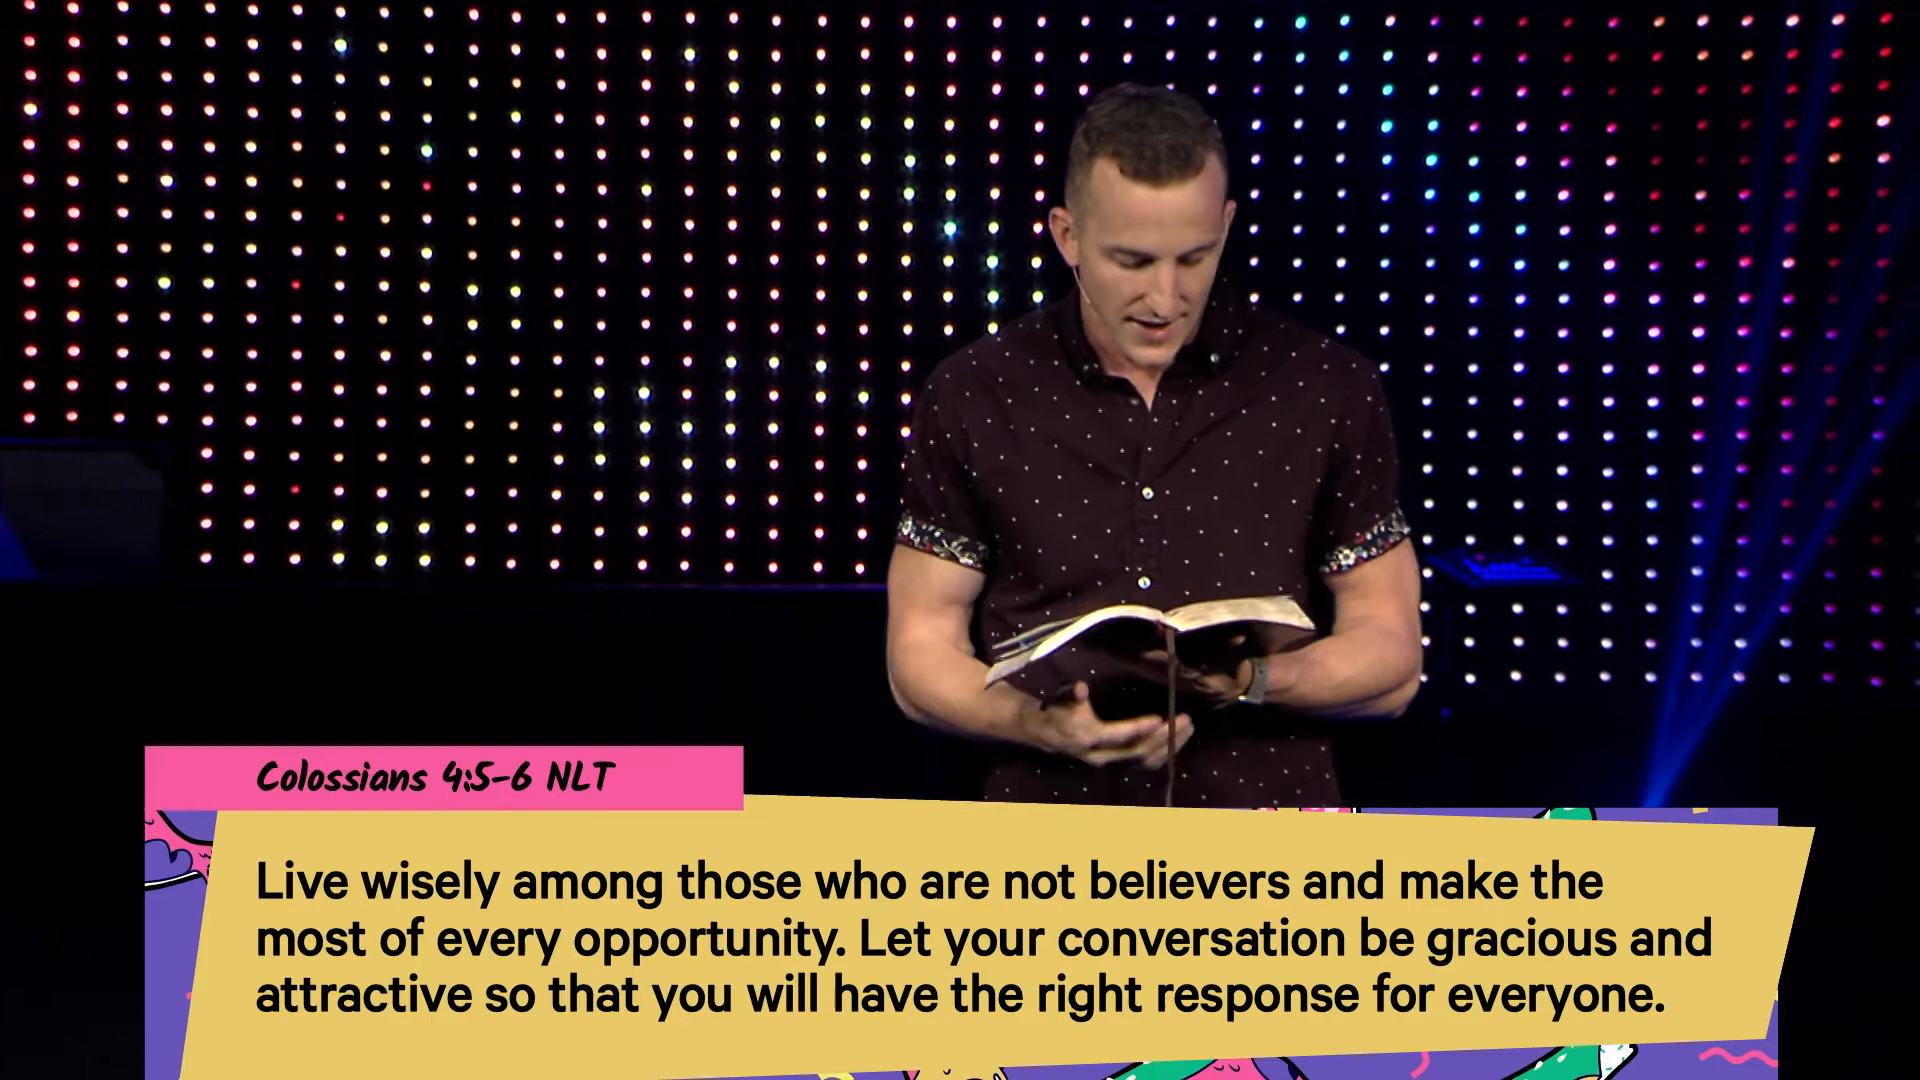 Colossians 4:5-6 NLT
Live wisely among those who are not believers and make the
most of every opportunity. Let your conversation be gracious and
attractive so that you will have the right response for everyone.